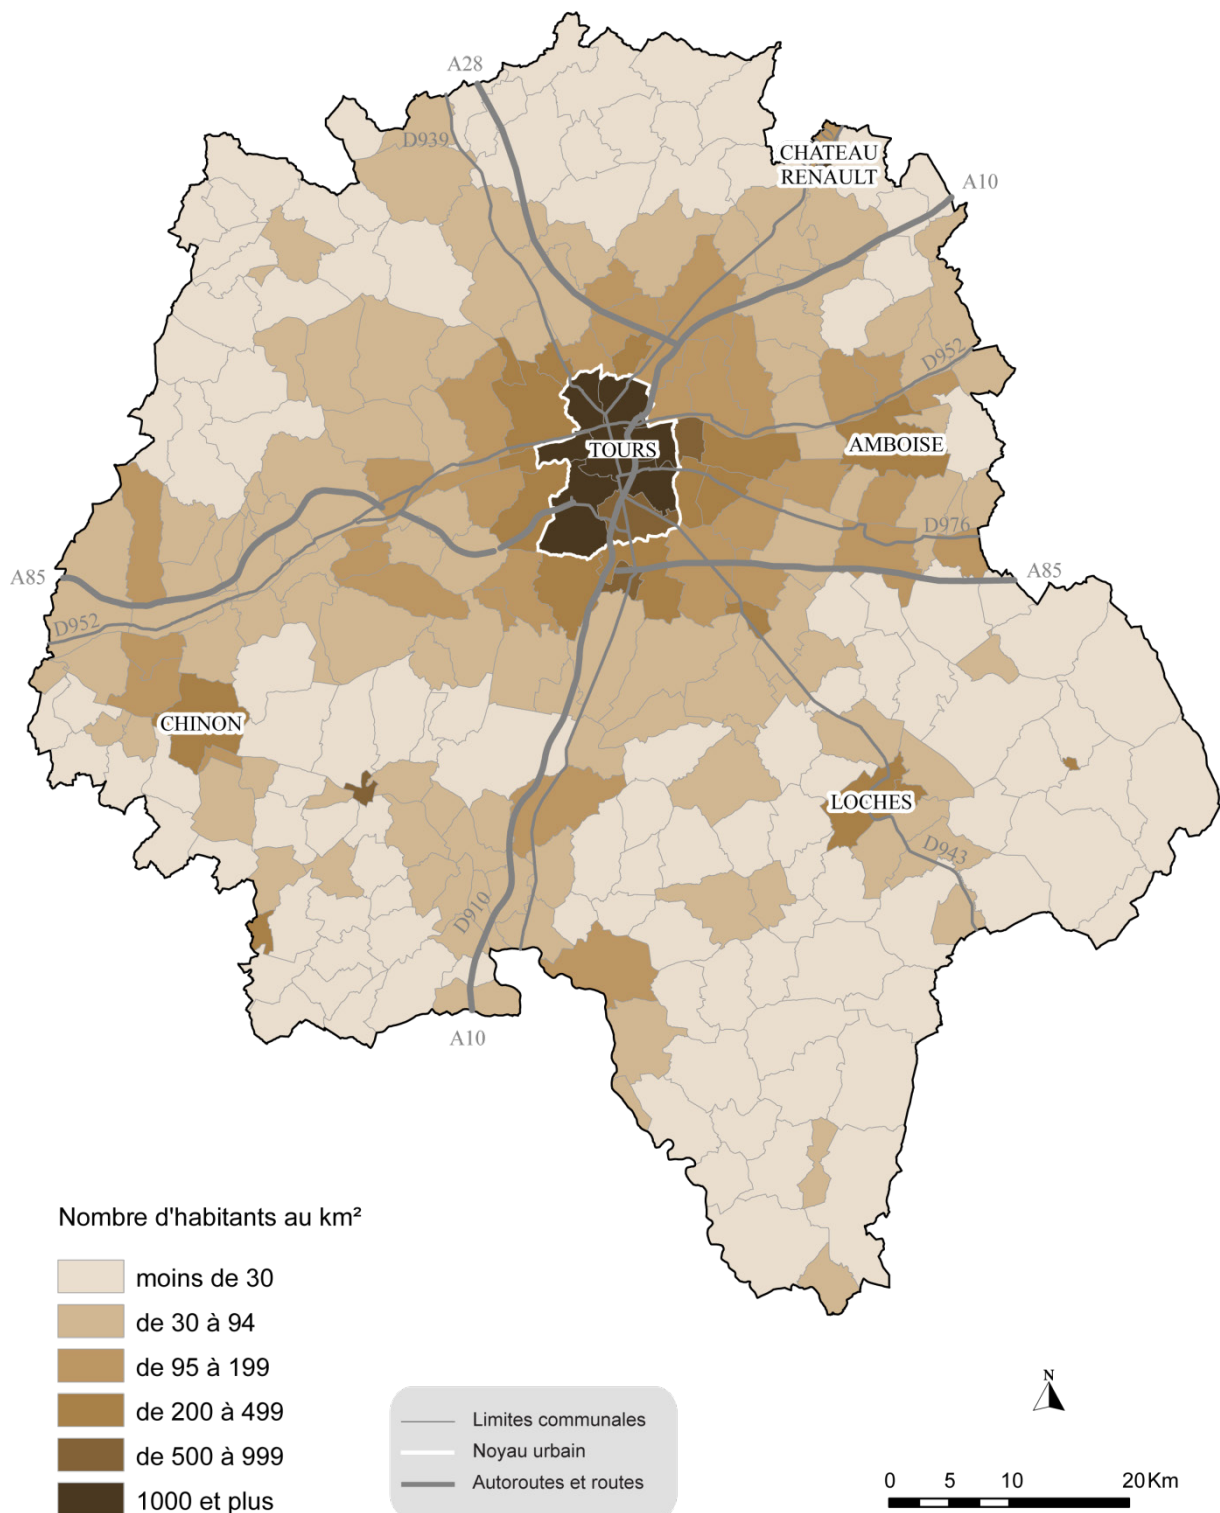 A28
D939
CHATEAU
RENAULT
A10
D952
TOURS
AMBOISE
D976
A85
A85
D952
CHINON
LOCHES
D943
D910
A10
Nombre d'habitants au km²
moins de 30
de 30 à 94
de 95 à 199
de 200 à 499
de 500 à 999
1000 et plus
Limites communales
Noyau urbain
Autoroutes et routes
N
0 5 10 20Km